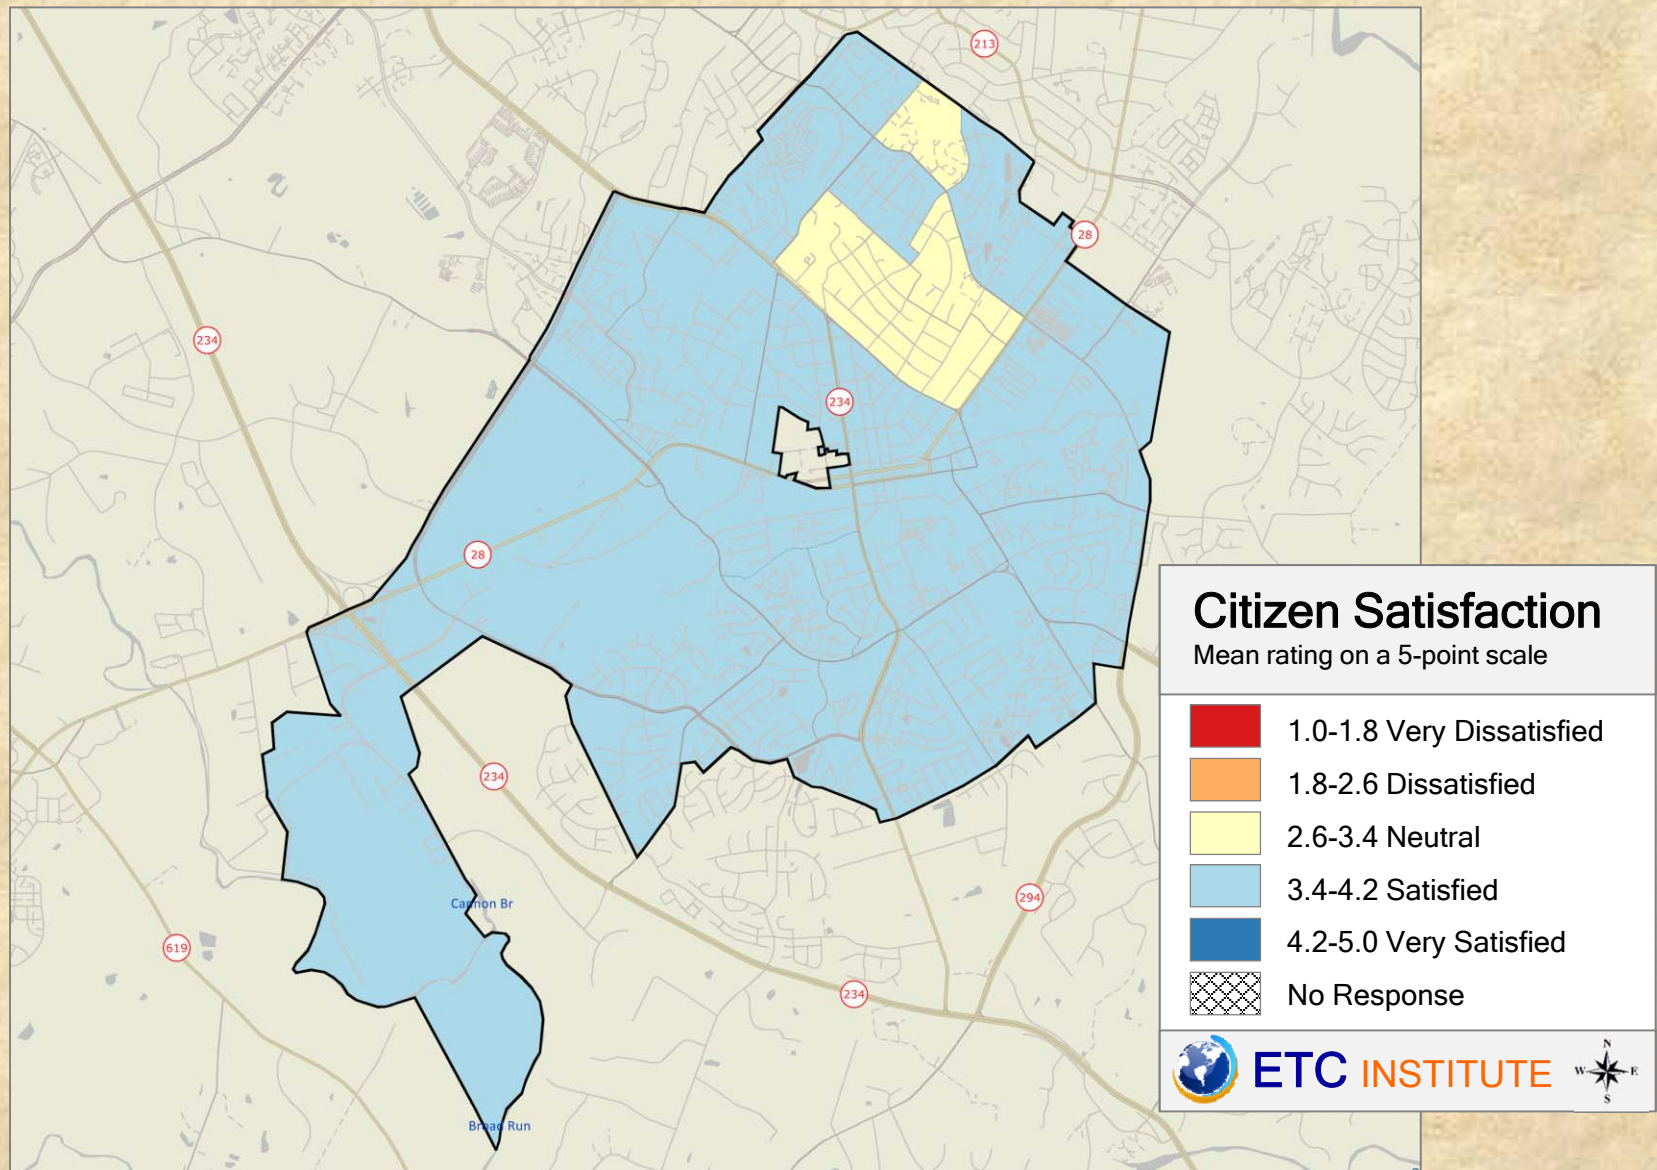 213
28
234
234
28
234
Cannon Br
294
619
234
Broad Run
Citizen Satisfaction
Mean rating on a 5-point scale
1.0-1.8 Very Dissatisfied
1.8-2.6 Dissatisfied
2.6-3.4 Neutral
3.4-4.2 Satisfied
4.2-5.0 Very Satisfied
No Response
ETC INSTITUTE
N
W E
S